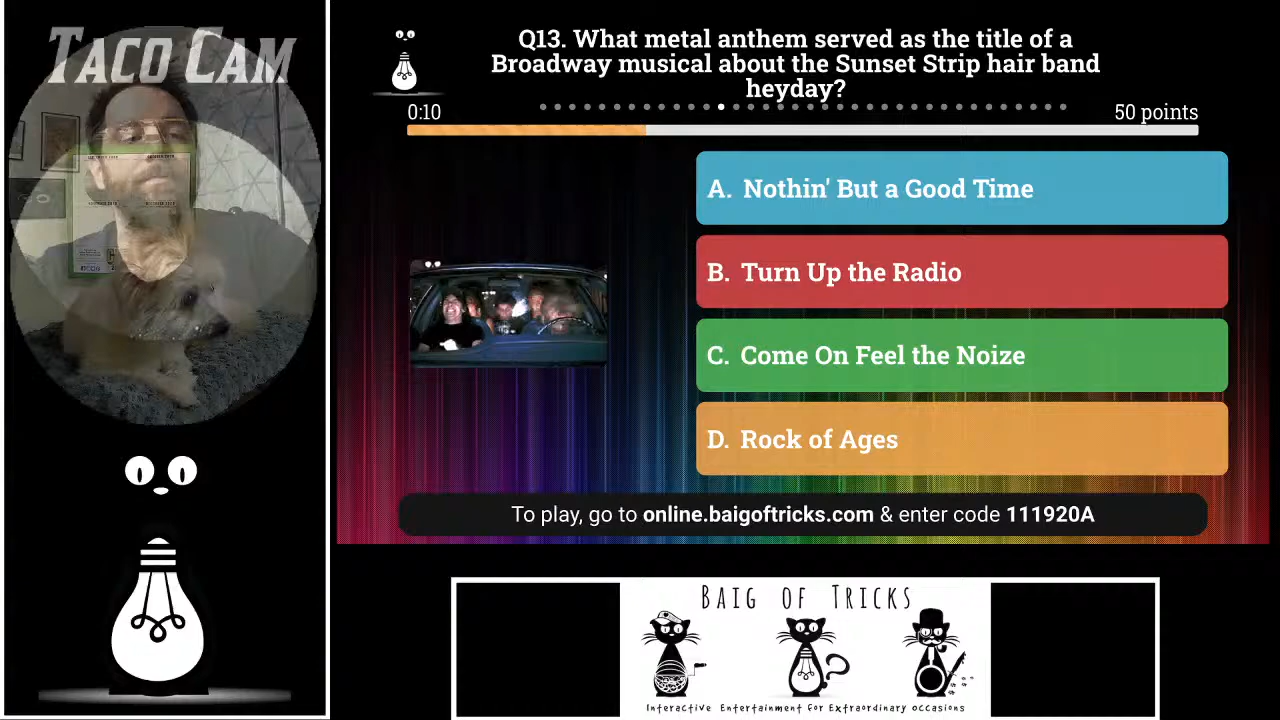 TACO CAM
Q13. What metal anthem served as the title of a
Broadway musical about the Sunset Strip hair band
heyday?
0:10
50 points
A. Nothin' But a Good Time
B. Turn Up the Radio
C. Come On Feel the Noize
D. Rock of Ages
To play, go to online.baigoftricks.com & enter code 111920A
BAIG OF TRICKS
Interactive Entertainment for Extraordinary occasions